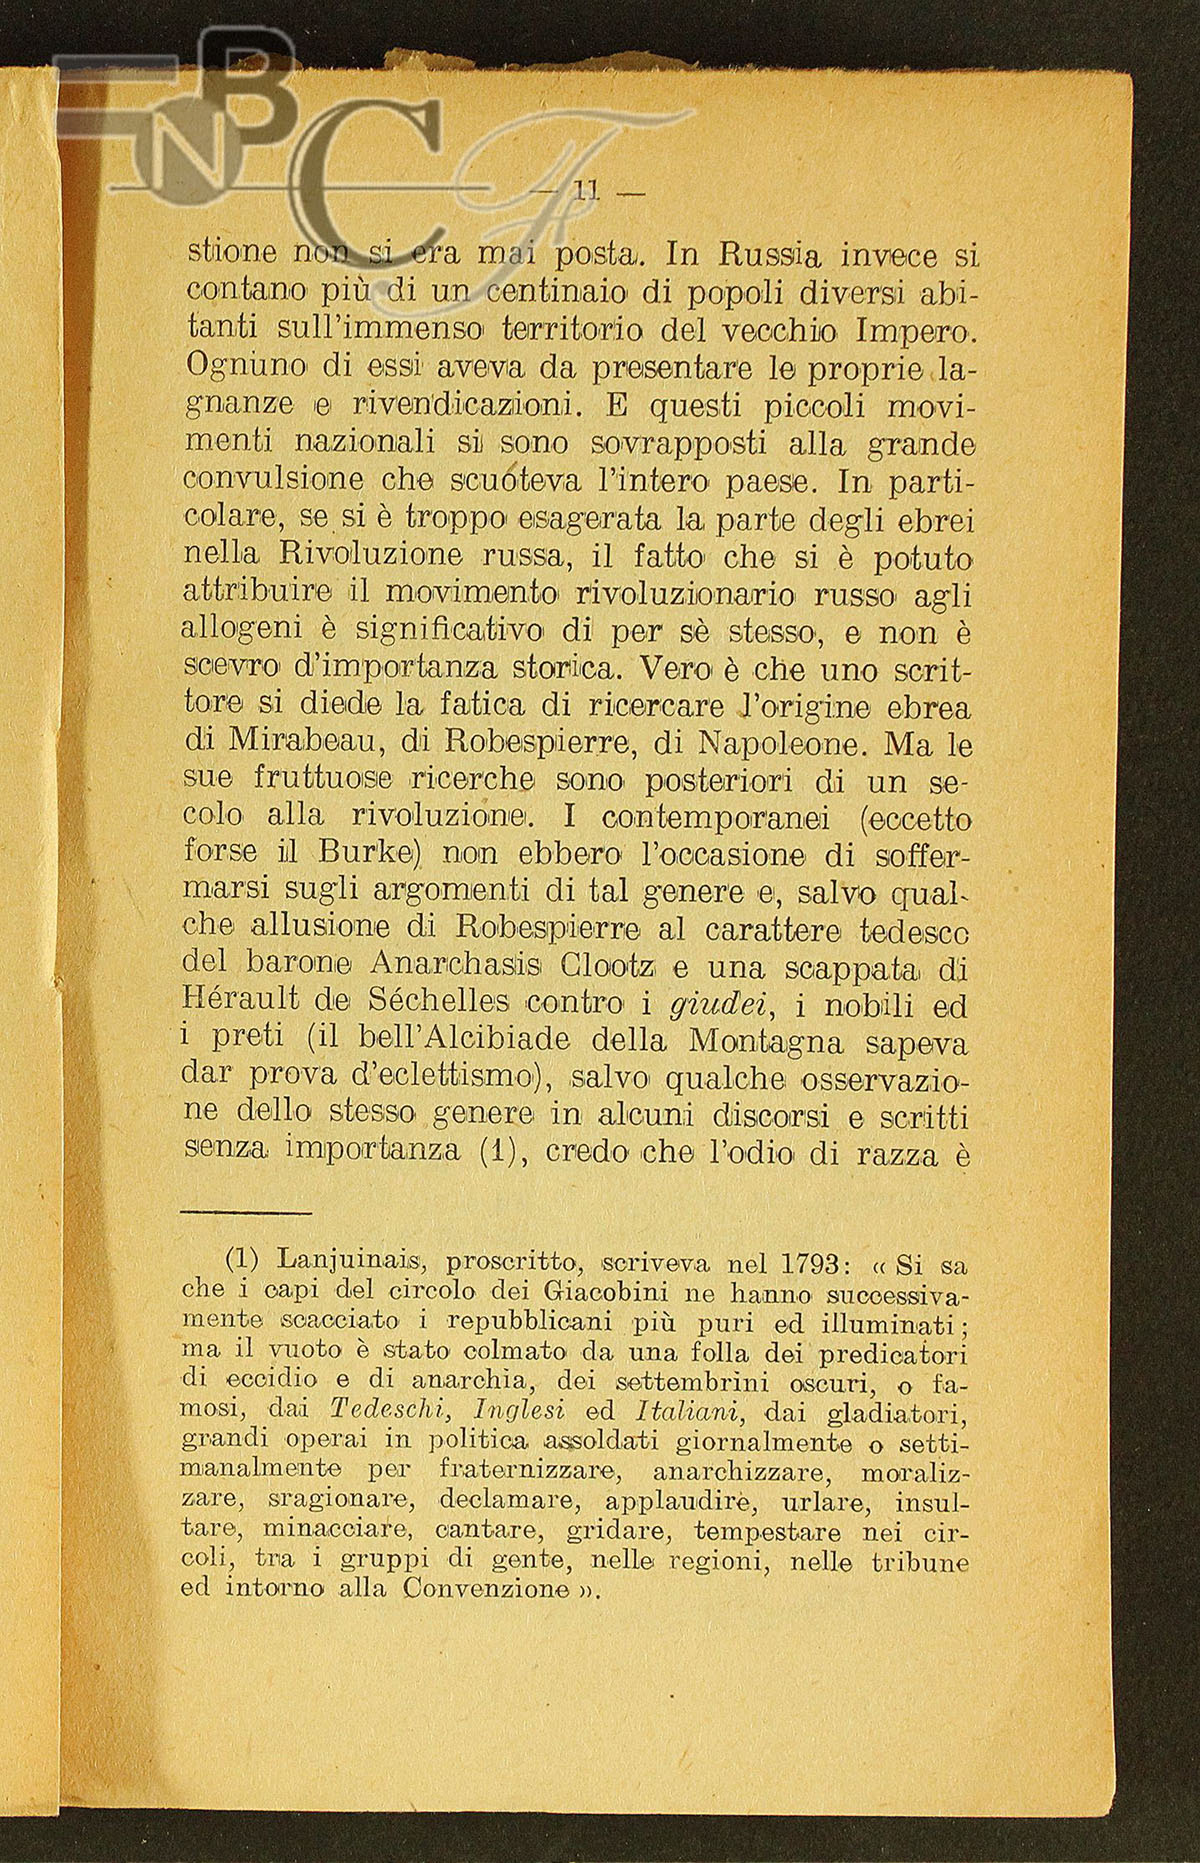 NBCF
— 11 —
stione non si era mai posta. In Russia invece si
contano più di un centinaio di popoli diversi abi-
tanti sull'immenso territorio del vecchio Impero.
Ognuno di essi aveva da presentare le proprie la-
gnanze e rivendicazioni. E questi piccoli movi-
menti nazionali si sono sovrapposti alla grande
convulsione che scuóteva l'intero paese. In parti-
colare, se si è troppo esagerata la parte degli ebrei
nella Rivoluzione russa, il fatto che si è potuto
attribuire il movimento rivoluzionario russo agli
allogeni è significativo di per sè stesso, e non è
scevro d'importanza storica. Vero è che uno scrit-
tore si diede la fatica di ricercare l'origine ebrea
di Mirabeau, di Robespierre, di Napoleone. Ma le
sue fruttuose ricerche sono posteriori di un se-
colo alla rivoluzione. I contemporanei (eccetto
forse il Burke) non ebbero l'occasione di soffer-
marsi sugli argomenti di tal genere e, salvo qual-
che allusione di Robespierre al carattere tedesco
del barone Anarchasis Clootz e una scappata di
Hérault de Séchelles contro i giudei, i nobili ed
i preti (il bell'Alcibiade della Montagna sapeva
dar prova d'eclettismo), salvo qualche osservazio-
ne dello stesso genere in alcuni discorsi e scritti
senza importanza (1), credo che l'odio di razza è
(1) Lanjuinais, proscritto, scriveva nel 1793: « Si sa
che i capi del circolo dei Giacobini ne hanno successiva-
mente scacciato i repubblicani più puri ed illuminati;
ma il vuoto è stato colmato da una folla dei predicatori
di eccidio e di anarchia, dei settembrini oscuri, o fa-
mosi, dai Tedeschi, Inglesi ed Italiani, dai gladiatori,
grandi operai in politica assoldati giornalmente o setti-
manalmente per fraternizzare, anarchizzare, moraliz-
zare, sragionare, declamare, applaudire, urlare, insul-
tare, minacciare, cantare, gridare, tempestare nei cir-
coli, tra i gruppi di gente, nelle regioni, nelle tribune
ed intorno alla Convenzione ».